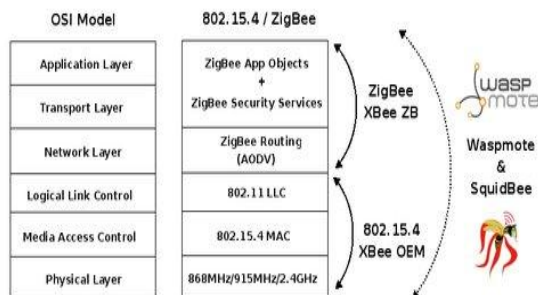 OSI Model
802.15.4 / ZigBee
Application Layer
Transport Layer
Network Layer
Logical Link Control
Media Access Control
Physical Layer
ZigBee App Objects
+
ZigBee Security Services
ZigBee Routing
(AODV)
802.11 LLC
802.15.4 MAC
868MHz/915MHz/2.4GHz
ZigBee
XBee ZB
802.15.4
XBee OEM
wasp
mote
Waspmote
&
SquidBee